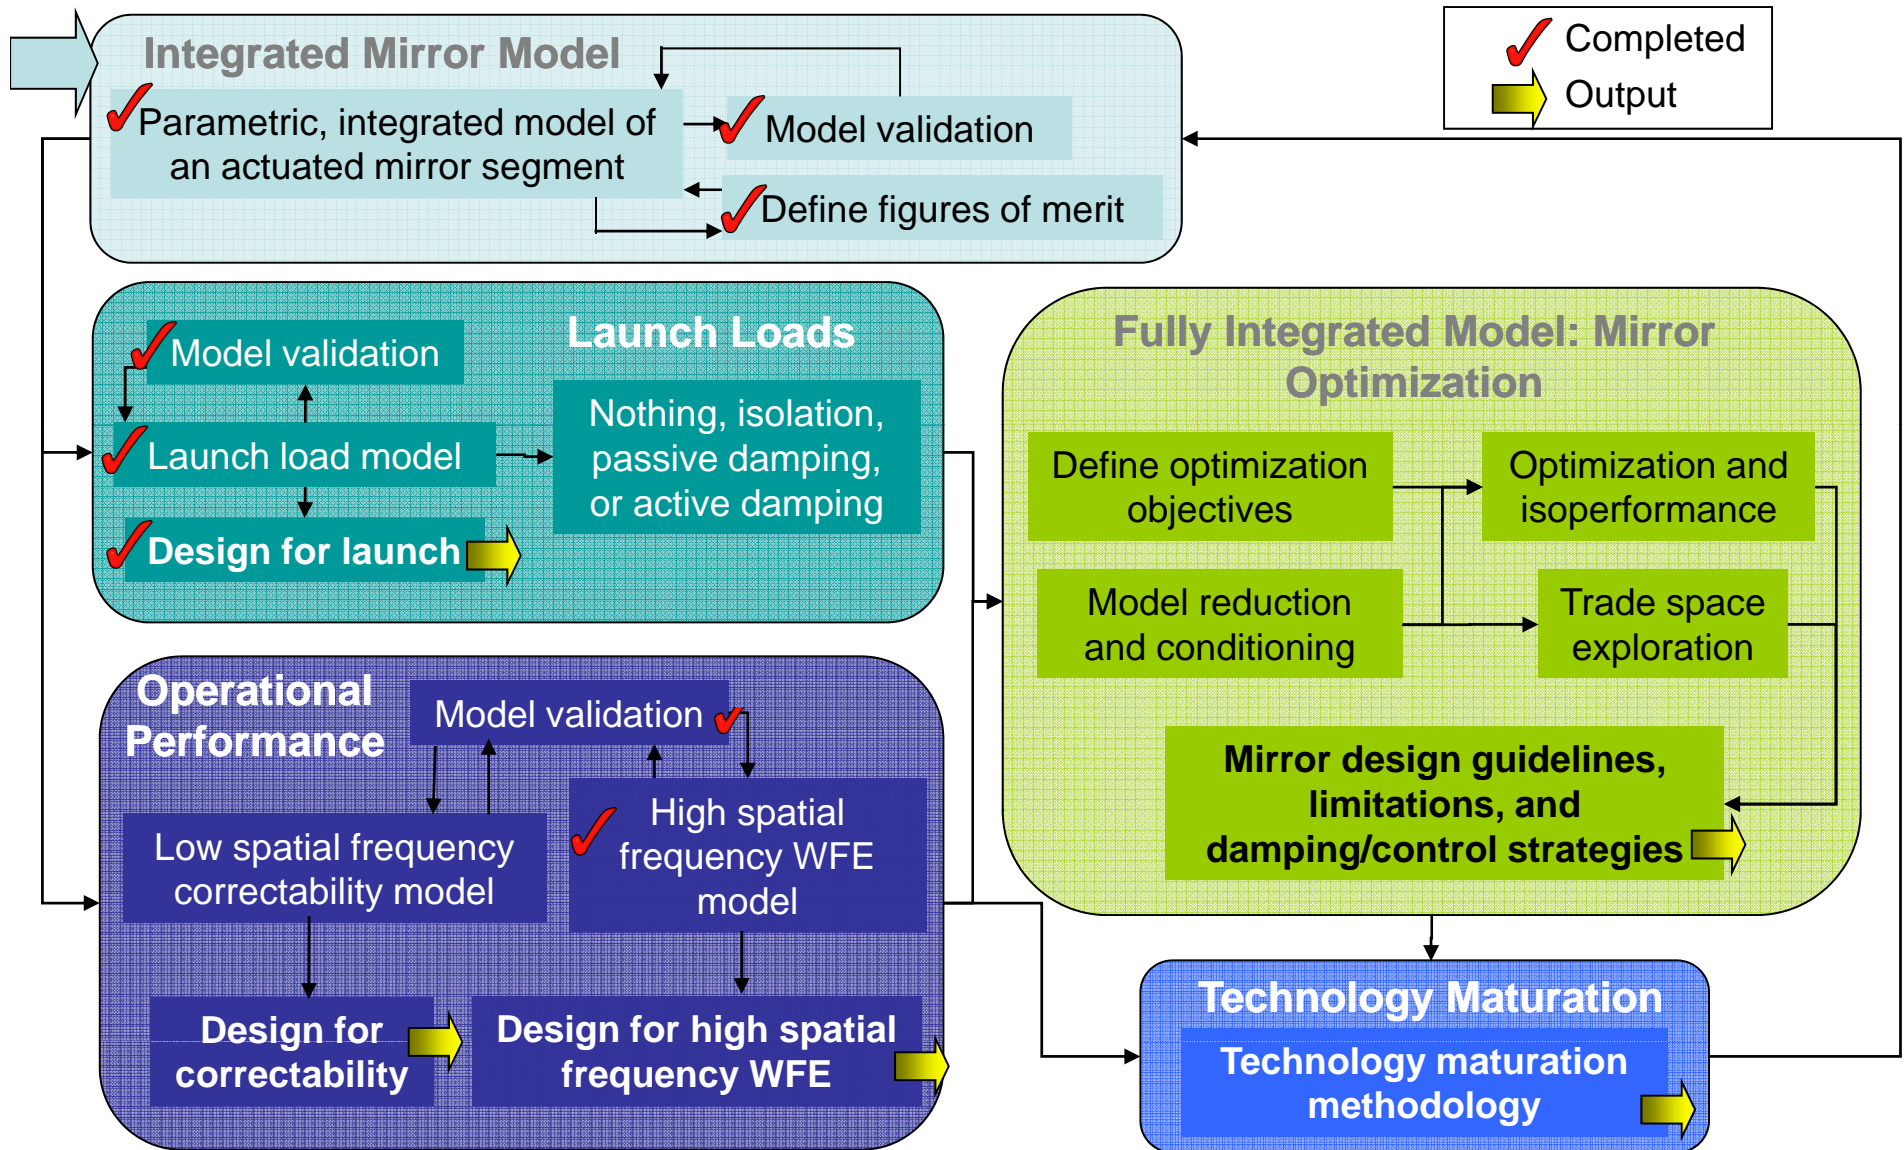 Integrated Mirror Model
Parametric, integrated model of
an actuated mirror segment
Model validation
Define figures of merit
Completed
Output
Launch Loads
Model validation
Launch load model
Design for launch
Nothing, isolation,
passive damping,
or active damping
Operational
Performance
Model validation
Low spatial frequency
correctability model
High spatial
frequency WFE
model
Design for
correctability
Design for high spatial
frequency WFE
Fully Integrated Model: Mirror
Optimization
Define optimization
objectives
Optimization and
isoperformance
Model reduction
and conditioning
Trade space
exploration
Mirror design guidelines,
limitations, and
damping/control strategies
Technology Maturation
Technology maturation
methodology